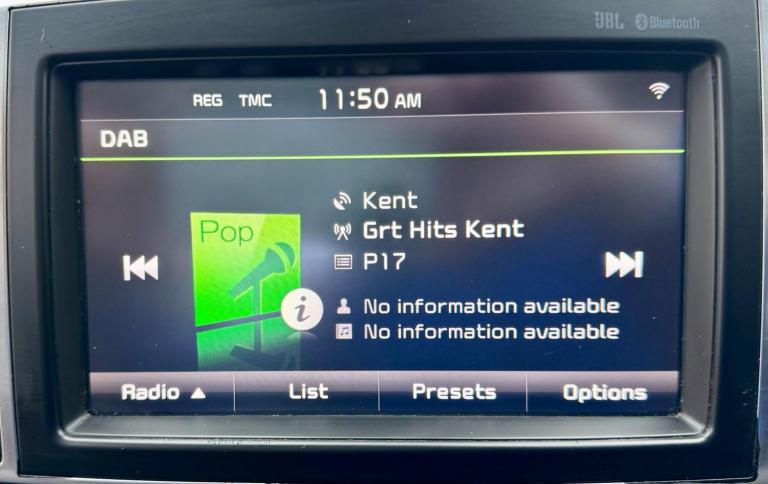 JBL Bluetooth
REG TMC 11:50 AM
DAB
Pop
Kent
Grt Hits Kent
P17
i
No information available
No information available
Radio ▲ List Presets Options